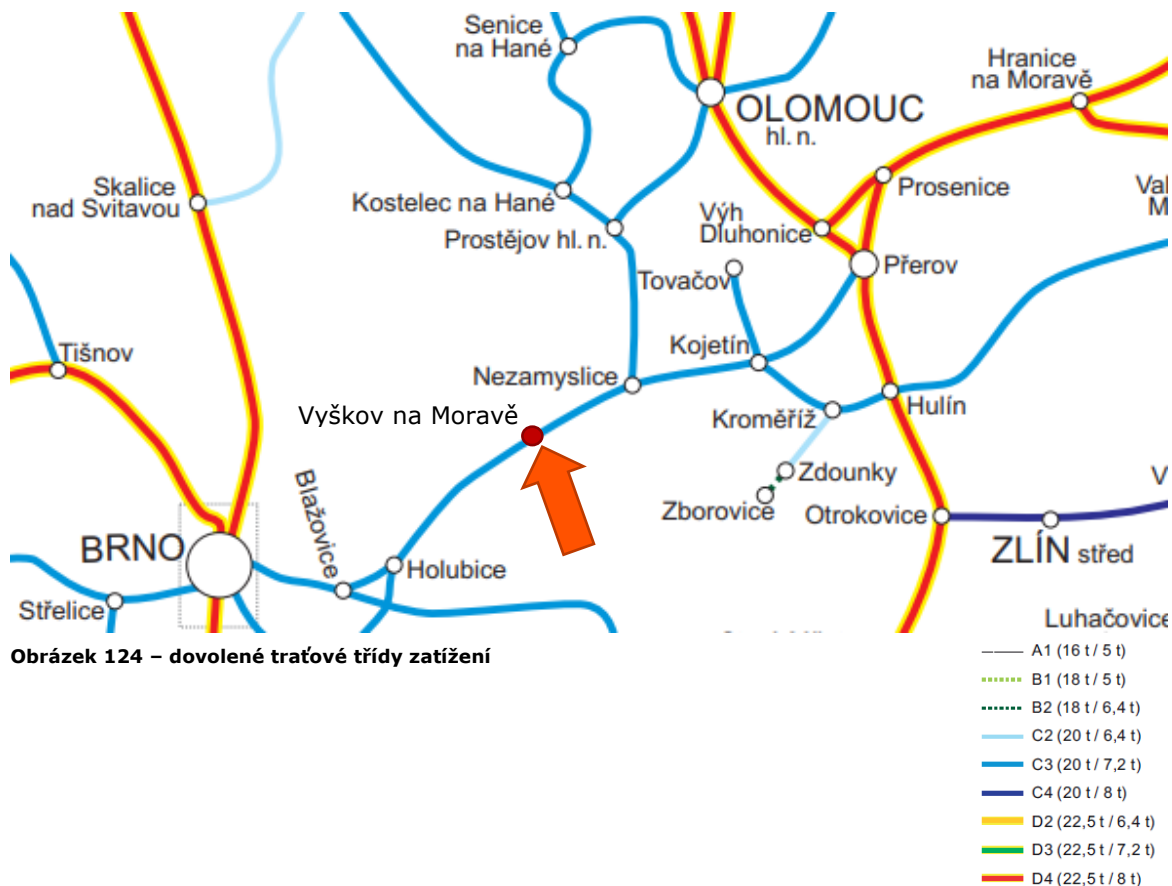 Senice
na Hané
Hranice
na Moravě
OLOMOUC
hl. n.
Skalice
nad Svitavou
Kostelec na Hané
Prosenice
Val
M
Výh
Dluhonice
Prostějov hl. n.
Tovačov
Přerov
Tišnov
Kojetín
Nezamyslice
Vyškov na Moravě
Kroměříž
Hulín
Blažovice
Zdounky
V
Zborovice
Otrokovice
BRNO
ZLÍN střed
Holubice
Střelice
Luhačovice
Obrázek 124 – dovolené traťové třídy zatížení
A1 (16 t / 5 t)
B1 (18 t / 5 t)
B2 (18 t / 6,4 t)
C2 (20 t / 6,4 t)
C3 (20 t / 7,2 t)
C4 (20 t / 8 t)
D2 (22,5 t / 6,4 t)
D3 (22,5 t / 7,2 t)
D4 (22,5 t / 8 t)